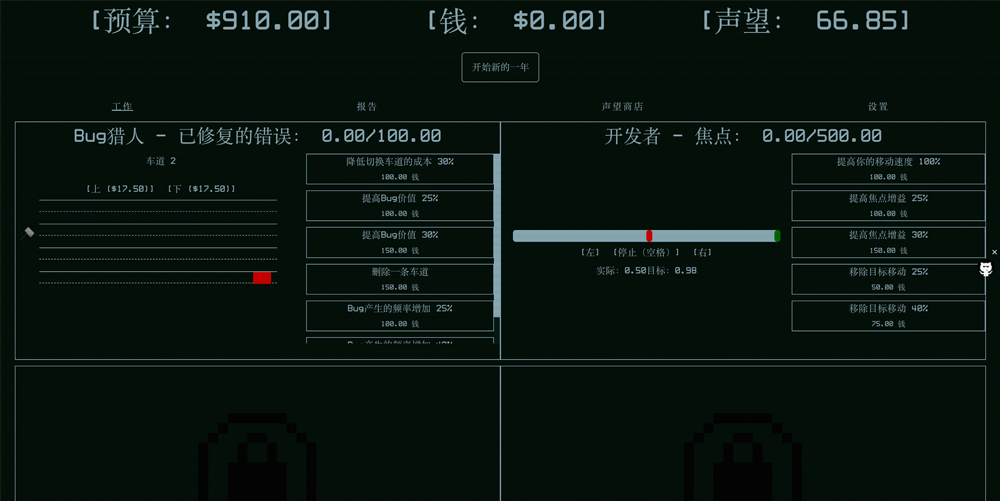 [预算: $910.00] [钱: $0.00] [声望: 66.85]
开始新的一年
工作 报告 声望商店 设置
Bug猎人 - 已修复的错误: 0.00/100.00
车道 2
[上 ($17.50)] [下 ($17.50)]
降低切换车道的成本 30%
100.00 钱
提高Bug价值 25%
100.00 钱
提高Bug价值 30%
150.00 钱
删除一条车道
150.00 钱
Bug产生的频率增加 25%
100.00 钱
开发者 - 焦点: 0.00/500.00
[左] [停止(空格)] [右]
实际: 0.50目标: 0.98
提高你的移动速度 100%
100.00 钱
提高焦点增益 25%
100.00 钱
提高焦点增益 30%
150.00 钱
移除目标移动 25%
50.00 钱
移除目标移动 40%
75.00 钱